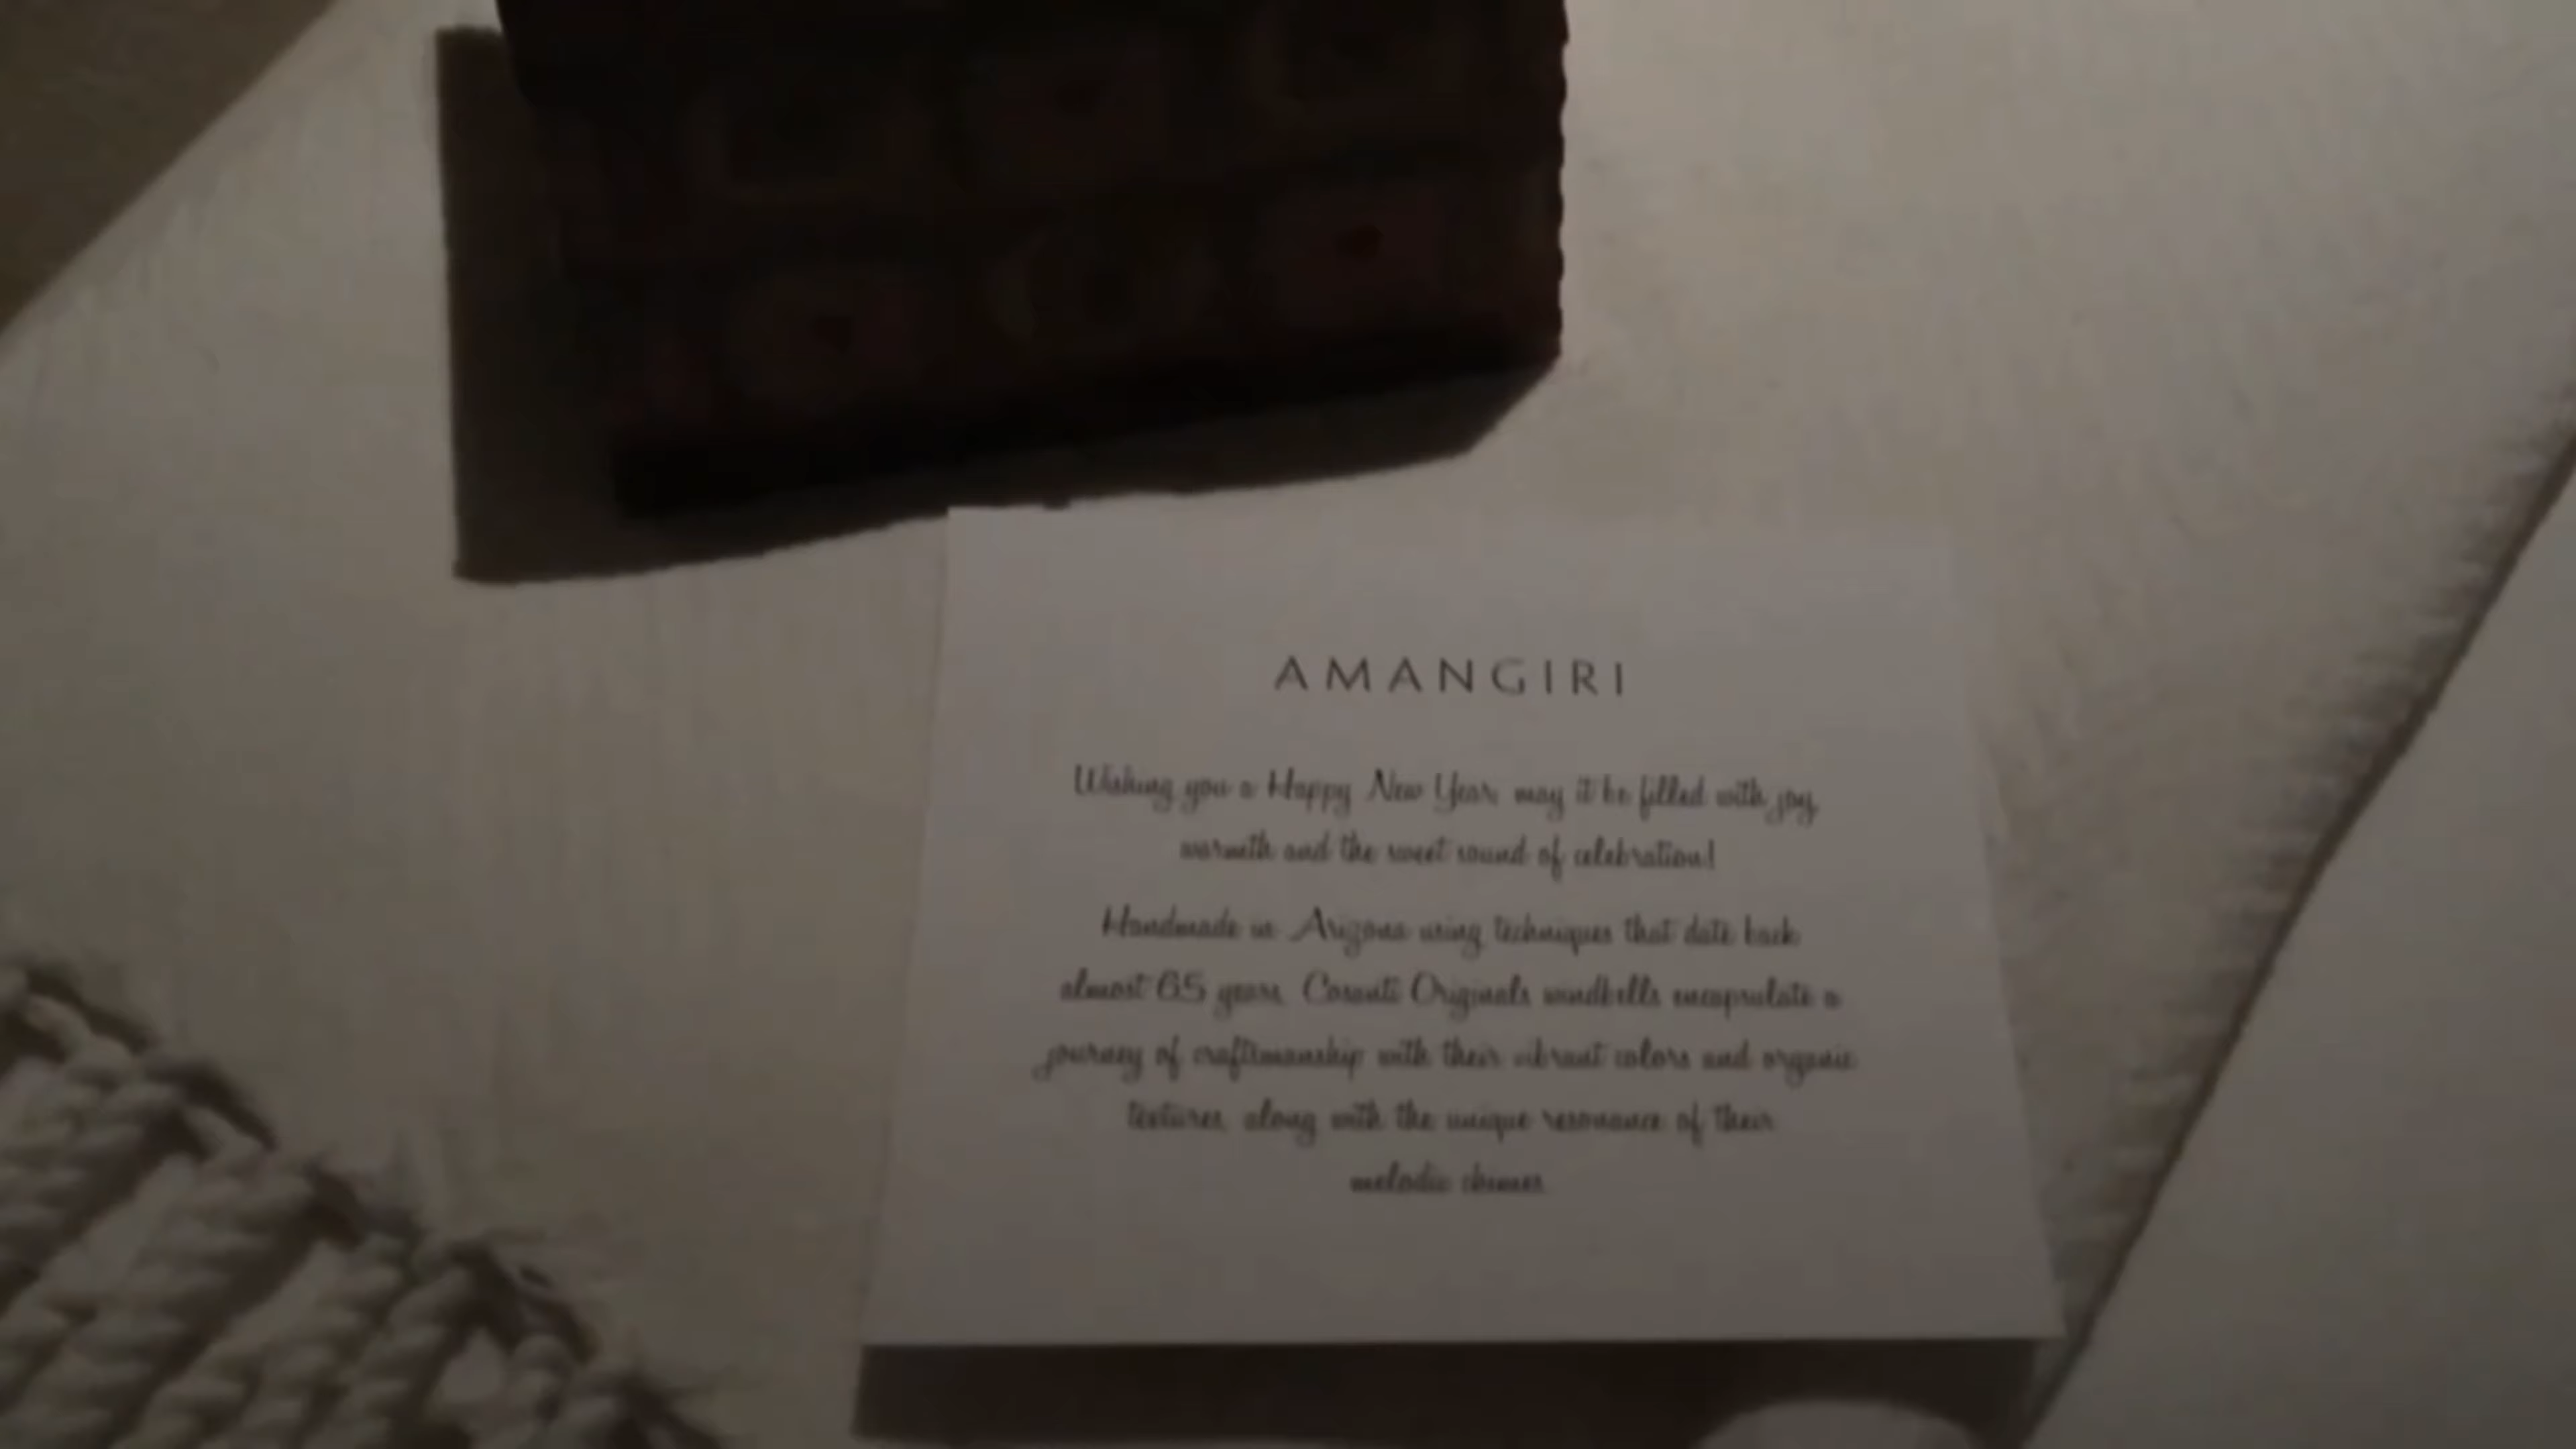 AMANGIRI
Wishing you a Happy New Year, may it be filled with joy,
warmth and the sweet sound of celebration!
Handmade in Arizona using techniques that date back
almost 65 years, Cosanti Originals windbells encapsulate a
journey of craftsmanship with their vibrant colors and organic
textures, along with the unique resonance of their
melodic chimes.